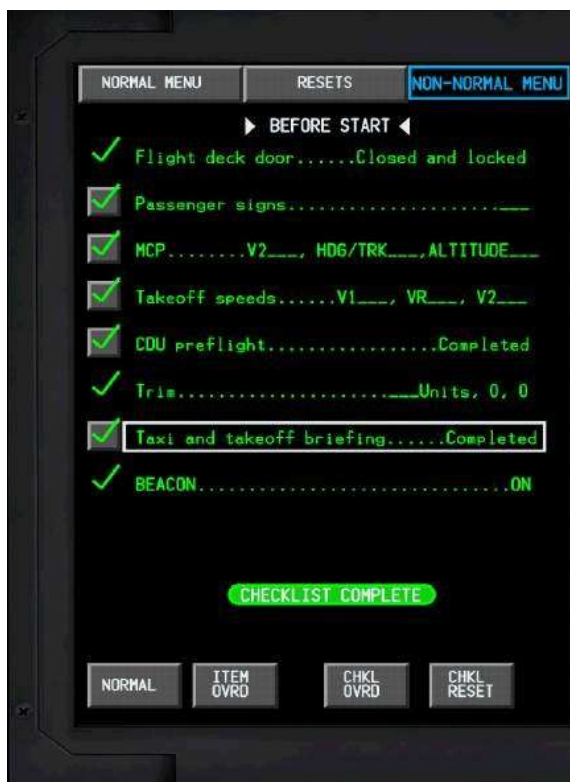 NORMAL MENU RESETS NON-NORMAL MENU
BEFORE START
Flight deck door......Closed and locked
Passenger signs......................___
MCP........V2___, HDG/TRK___,ALTITUDE___
Takeoff speeds......V1___, VR___, V2___
CDU preflight.................Completed
Trim......................___Units, 0, 0
Taxi and takeoff briefing......Completed
BEACON...............................ON
CHECKLIST COMPLETE
NORMAL ITEM OVRD CHKL OVRD CHKL RESET